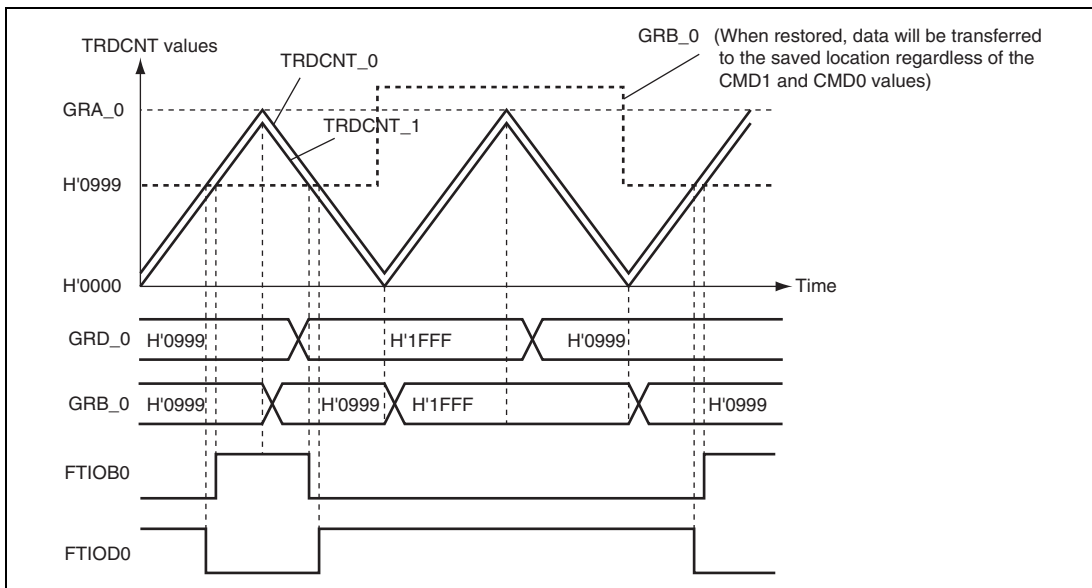 TRDCNT values
TRDCNT_0
GRB_0 (When restored, data will be transferred
to the saved location regardless of the
CMD1 and CMD0 values)
GRA_0
TRDCNT_1
H'0999
H'0000
Time
GRD_0 H'0999 H'1FFF H'0999
GRB_0 H'0999 H'0999 H'1FFF H'0999
FTIOB0
FTIOD0